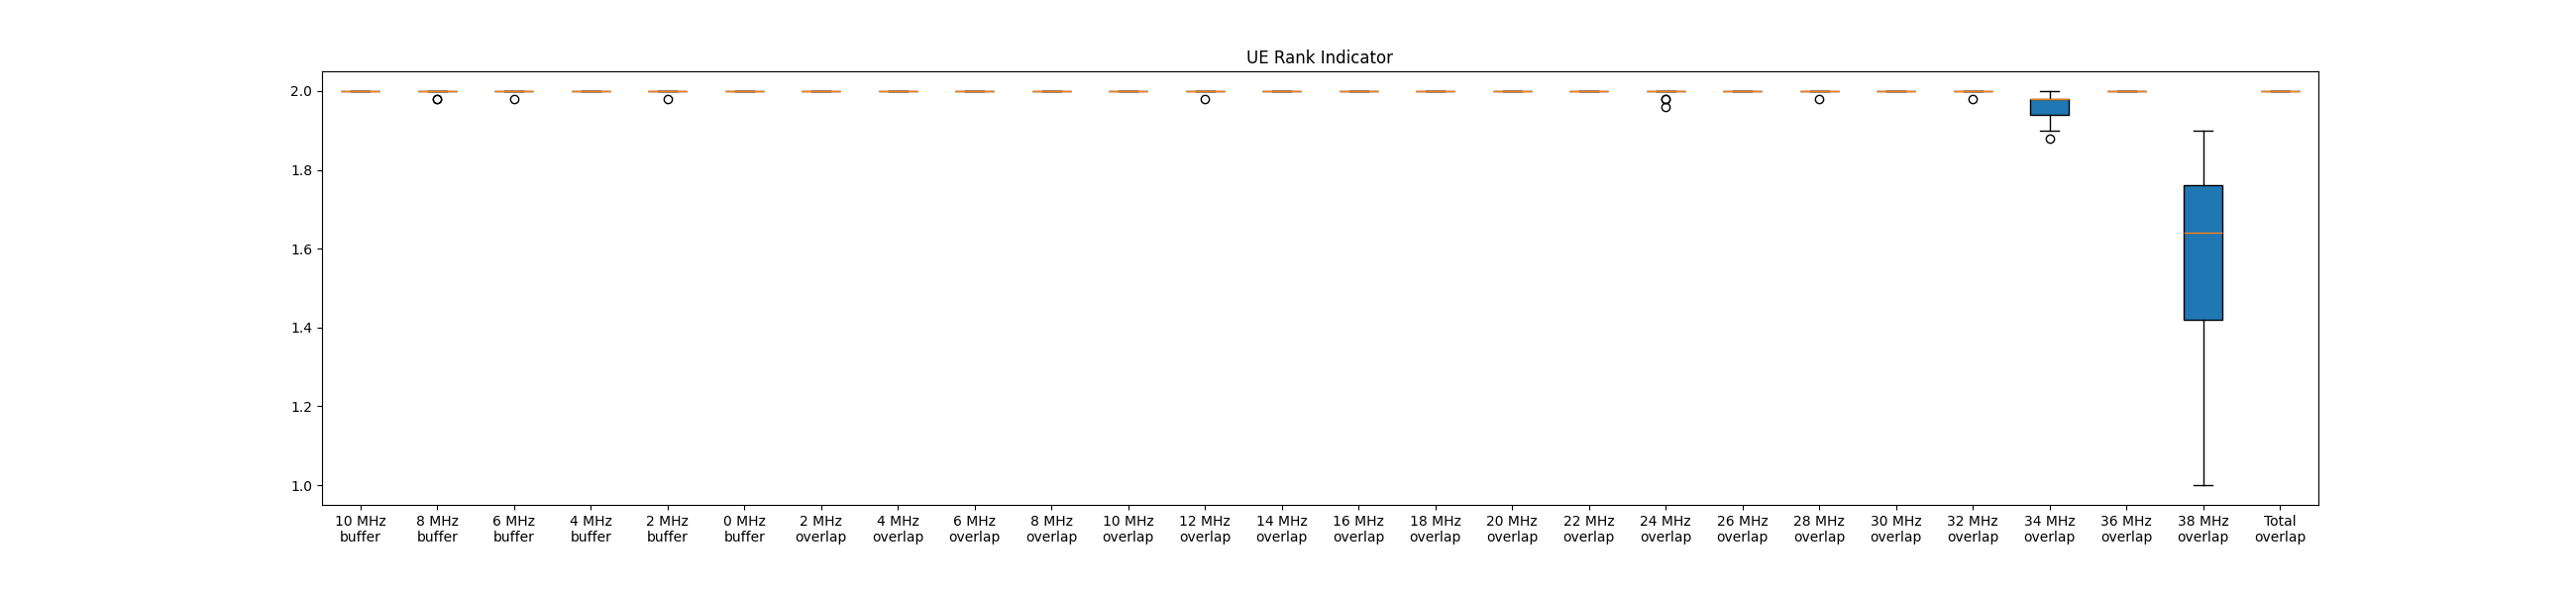 UE Rank Indicator
2.0
1.8
1.6
1.4
1.2
1.0
10 MHz 8 MHz 6 MHz 4 MHz 2 MHz 0 MHz 2 MHz 4 MHz 6 MHz 8 MHz 10 MHz 12 MHz 14 MHz 16 MHz 18 MHz 20 MHz 22 MHz 24 MHz 26 MHz 28 MHz 30 MHz 32 MHz 34 MHz 36 MHz 38 MHz Total
buffer buffer buffer buffer buffer buffer overlap overlap overlap overlap overlap overlap overlap overlap overlap overlap overlap overlap overlap overlap overlap overlap overlap overlap overlap overlap